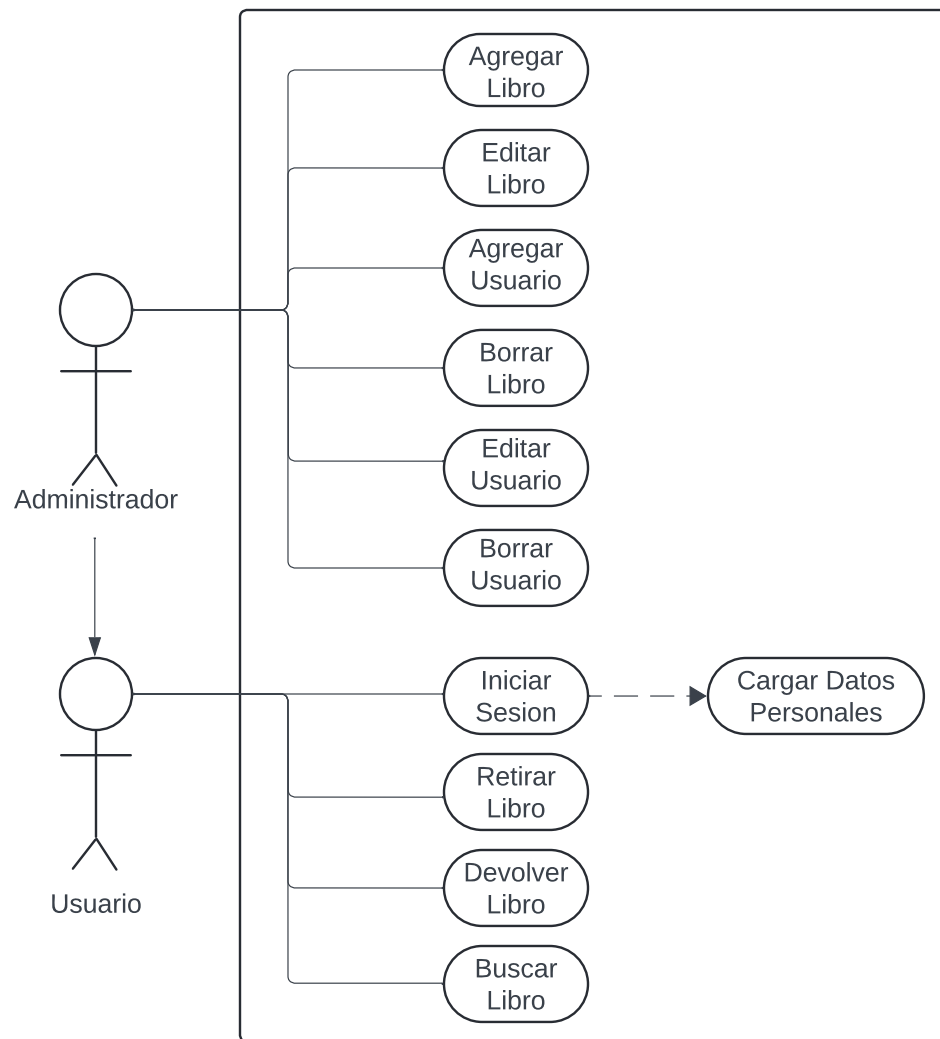 Agregar
Libro
Editar
Libro
Agregar
Usuario
Borrar
Libro
Editar
Usuario
Administrador
Borrar
Usuario
Iniciar
Sesion
Cargar Datos
Personales
Retirar
Libro
Devolver
Libro
Usuario
Buscar
Libro